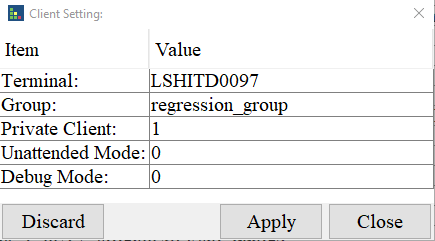 Client Setting:
Item Value
Terminal: LSHITD0097
Group: regression_group
Private Client: 1
Unattended Mode: 0
Debug Mode: 0
Discard Apply Close